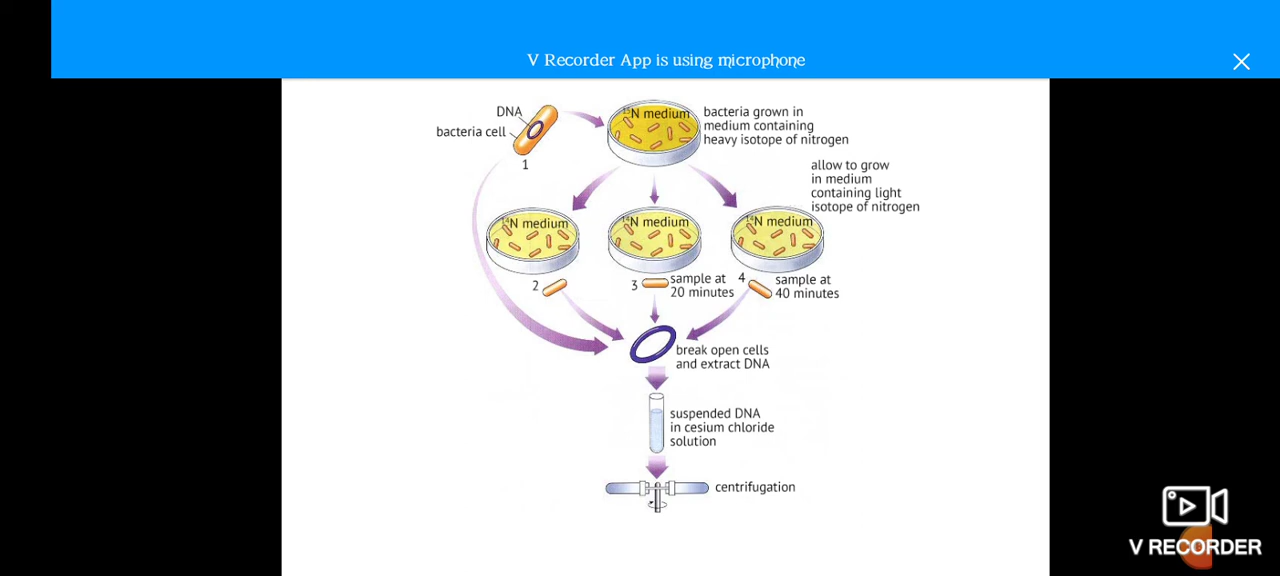 V Recorder App is using microphone
DNA
bacteria cell
1
15N medium
bacteria grown in
medium containing
heavy isotope of nitrogen
allow to grow
in medium
containing light
isotope of nitrogen
14N medium
14N medium
14N medium
2
3
sample at
20 minutes
4
sample at
40 minutes
break open cells
and extract DNA
suspended DNA
in cesium chloride
solution
centrifugation
V RECORDER